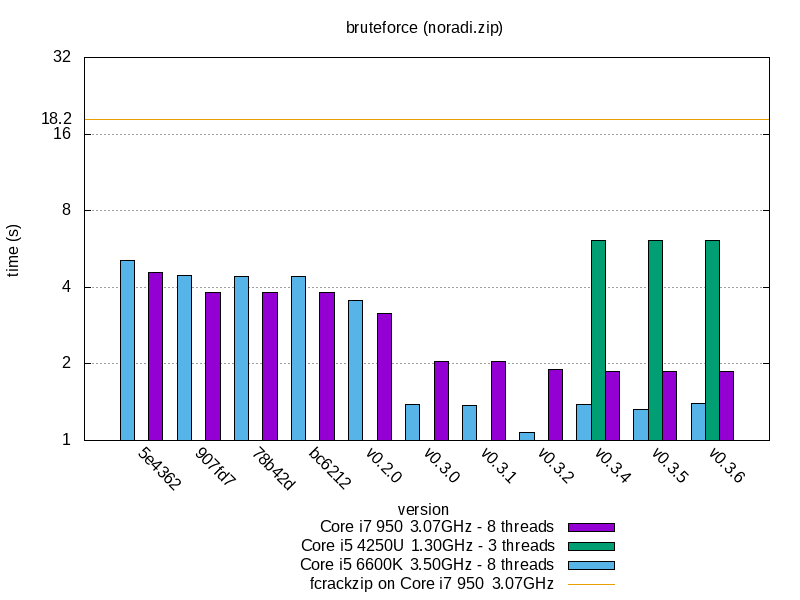 bruteforce (noradi.zip)
32
18.2
16
8
4
2
1
time (s)
5e4362
907fd7
78b42d
bc6212
v0.2.0
v0.3.0
v0.3.1
v0.3.2
v0.3.4
v0.3.5
v0.3.6
version
Core i7 950 3.07GHz - 8 threads
Core i5 4250U 1.30GHz - 3 threads
Core i5 6600K 3.50GHz - 8 threads
fcrackzip on Core i7 950 3.07GHz